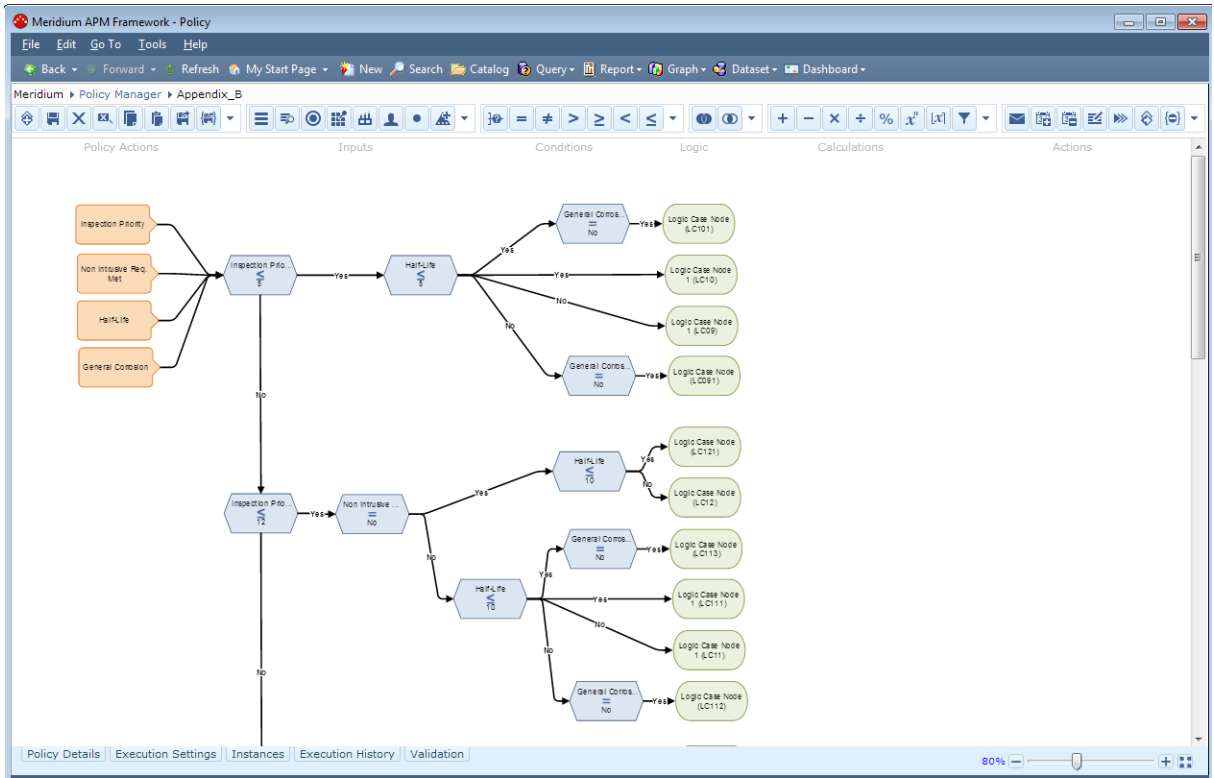 Meridium APM Framework - Policy
File Edit Go To Tools Help
Back Forward Refresh My Start Page New Search Catalog Query Report Graph Dataset Dashboard
Meridium Policy Manager Appendix_B
Policy Actions Inputs Conditions Logic Calculations Actions
Inspection Priority
Non Intrusive Req.
Met
Half-Life
General Corrosion
Inspection Prio...
≤
5
Yes
Half-Life
≤
5
Yes
General Corros...
=
No
Yes
Logic Case Node
(LC101)
Yes
Logic Case Node
1 (LC10)
No
Logic Case Node
1 (LC09)
No
General Corros...
=
No
Yes
Logic Case Node
(LC091)
No
Inspection Prio...
≤
12
Yes
Non Intrusive ...
=
No
Yes
Half-Life
≤
10
Yes
Logic Case Node
(LC121)
No
Logic Case Node
(LC12)
No
Half-Life
≤
10
Yes
General Corros...
=
No
Yes
Logic Case Node
(LC113)
Yes
Logic Case Node
1 (LC111)
No
Logic Case Node
1 (LC11)
No
General Corros...
=
No
Yes
Logic Case Node
(LC112)
No
Policy Details Execution Settings Instances Execution History Validation
80%